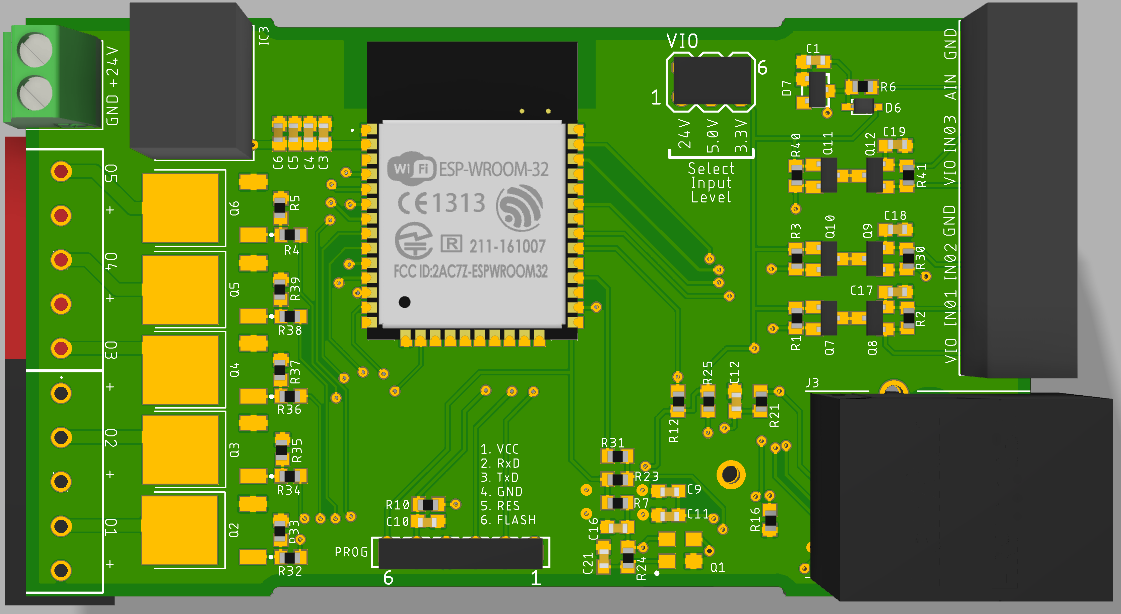 GND +24V
IC3
VIO
1
6
24V
5.0V
3.3V
Select
Input
Level
Wi Fi
ESP-WROOM-32
CE1313
R
211-161007
FCC ID:2AC7Z-ESPWROOM32
C6
C5
C4
C3
C1
D7
R6
D6
C19
R40
Q11
Q12
R41
C18
R3
Q10
Q9
R30
C17
R1
Q7
Q8
R2
VIO IN01 IN02 GND
VIO IN03
AIN GND
O5
+
O4
+
O3
+
O2
+
O1
+
Q6
R5
R4
Q5
R39
R38
Q4
R37
R36
Q3
R35
R34
Q2
R33
R32
J3
R12
R25
C12
R21
R31
R23
R7
C9
C11
C16
C21
R24
Q1
R16
1. VCC
2. RxD
3. TxD
4. GND
5. RES
6. FLASH
R10
C10
PROG
6
1